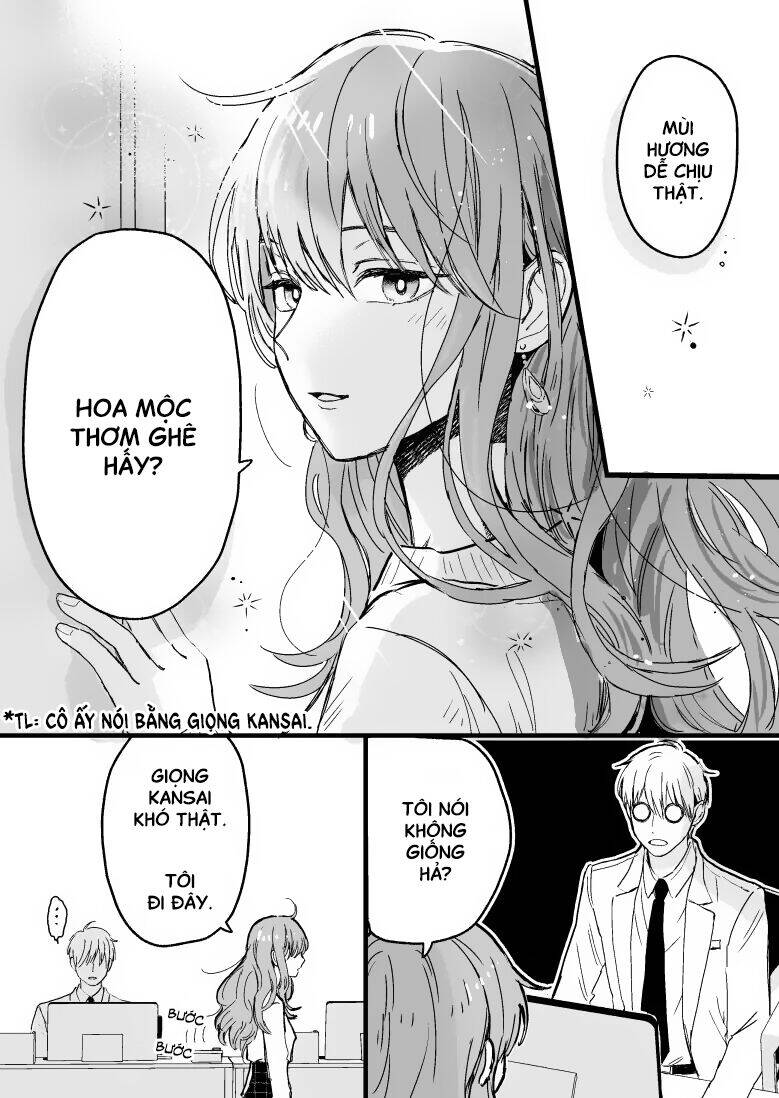 MÙI
HƯƠNG
DỄ CHỊU
THẬT.
HOA MỘC
THƠM GHÊ
HẤY?
*TL: CÔ ẤY NÓI BẰNG GIỌNG KANSAI.
TÔI NÓI
KHÔNG
GIỐNG
HẢ?
GIỌNG
KANSAI
KHÓ THẬT.
TÔI
ĐI ĐÂY.
...
BƯỚC
BƯỚC